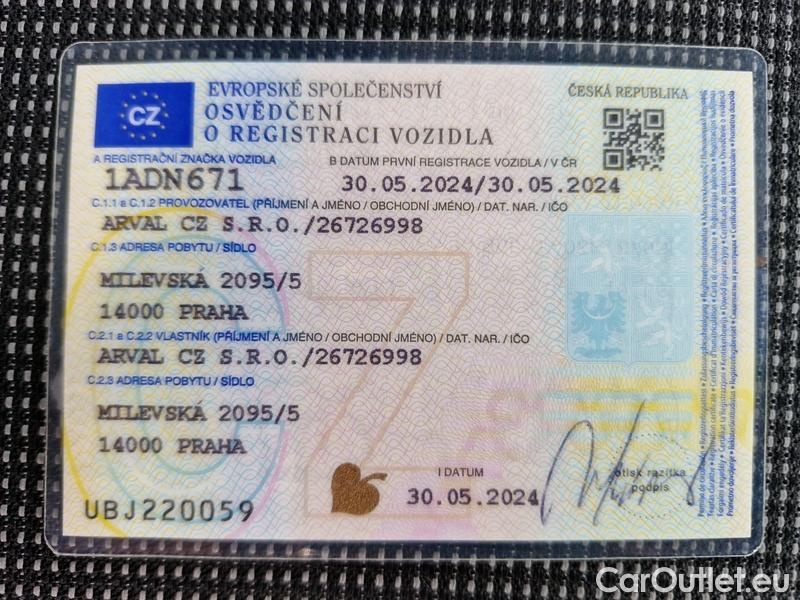 EVROPSKÉ SPOLEČENSTVÍ
ČESKÁ REPUBLIKA
CZ
OSVĚDČENÍ
O REGISTRACI VOZIDLA
A REGISTRAČNÍ ZNAČKA VOZIDLA
B DATUM PRVNÍ REGISTRACE VOZIDLA / V ČR
1ADN671
30.05.2024/30.05.2024
C.1.1 a C.1.2 PROVOZOVATEL (PŘÍJMENÍ A JMÉNO / OBCHODNÍ JMÉNO) / DAT. NAR. / IČO
ARVAL CZ S.R.O./26726998
C.1.3 ADRESA POBYTU / SÍDLO
MILEVSKÁ 2095/5
14000 PRAHA
C.2.1 a C.2.2 VLASTNÍK (PŘÍJMENÍ A JMÉNO / OBCHODNÍ JMÉNO) / DAT. NAR. / IČO
ARVAL CZ S.R.O./26726998
C.2.3 ADRESA POBYTU / SÍDLO
MILEVSKÁ 2095/5
14000 PRAHA
I DATUM
30.05.2024
otisk razítka
podpis
UBJ220059
CarOutlet.eu